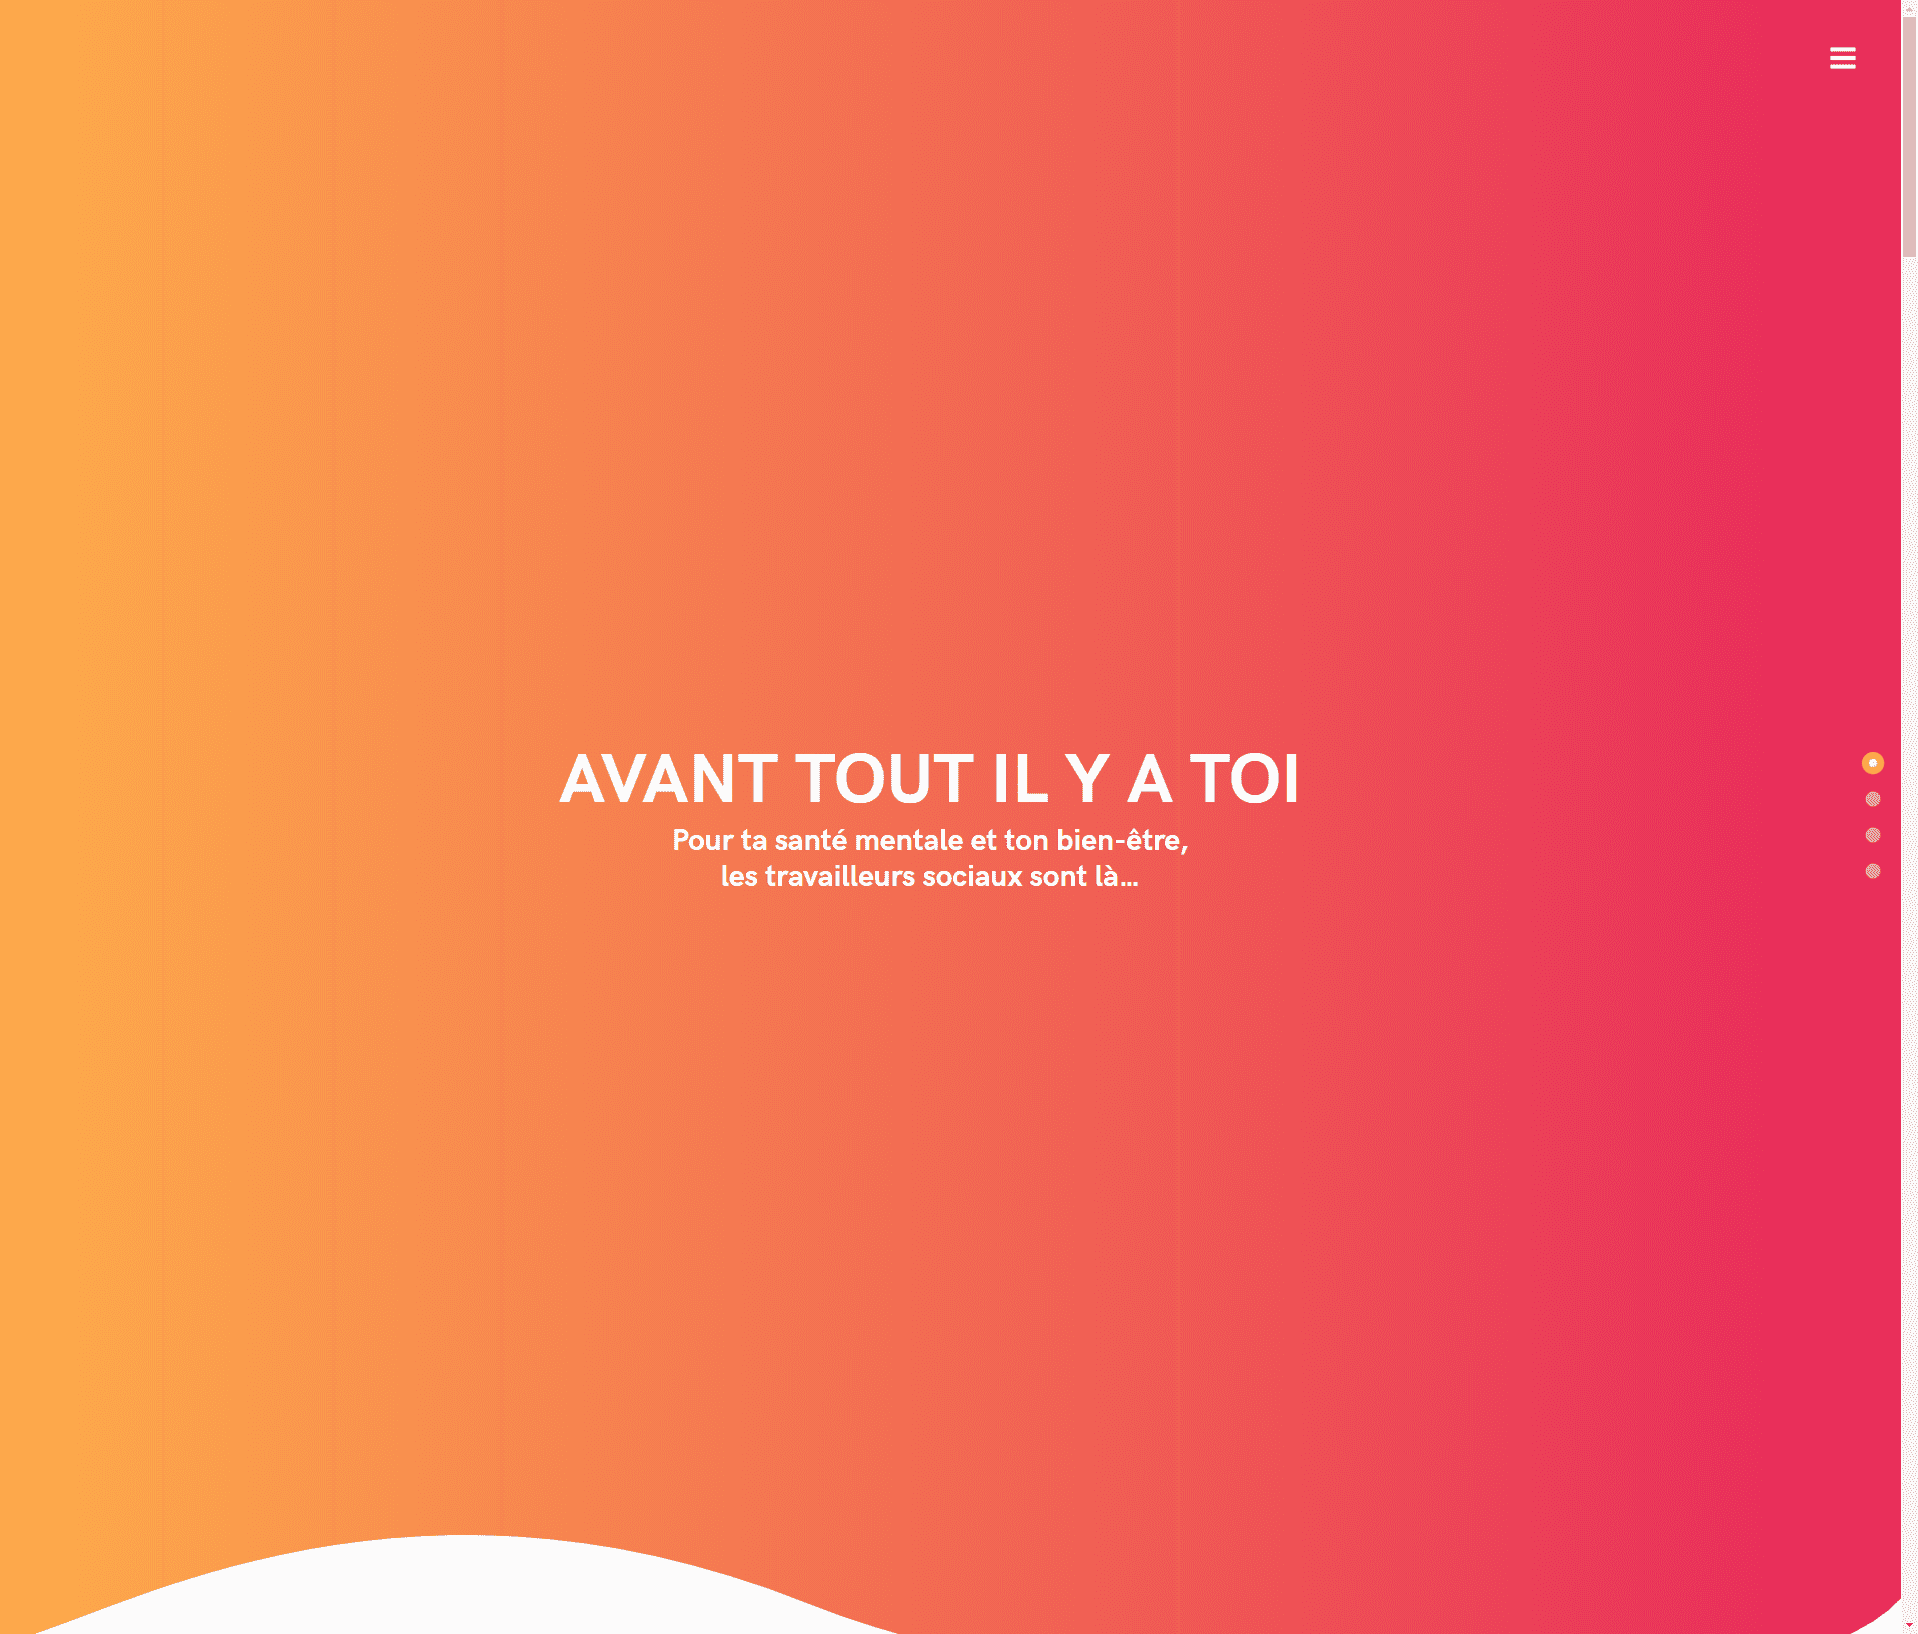 AVANT TOUT IL Y A TOI
Pour ta santé mentale et ton bien-être,
les travailleurs sociaux sont là...